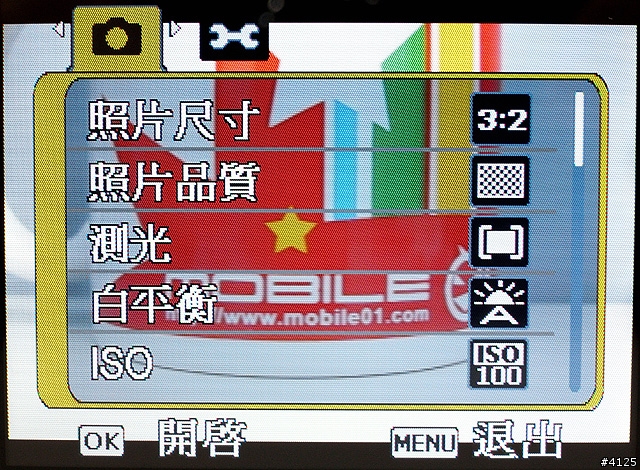 照片尺寸 3:2
照片品質
測光
白平衡
ISO ISO 100
MOBILE
www.mobile01.com
OK 開啓 MENU 退出
#4125